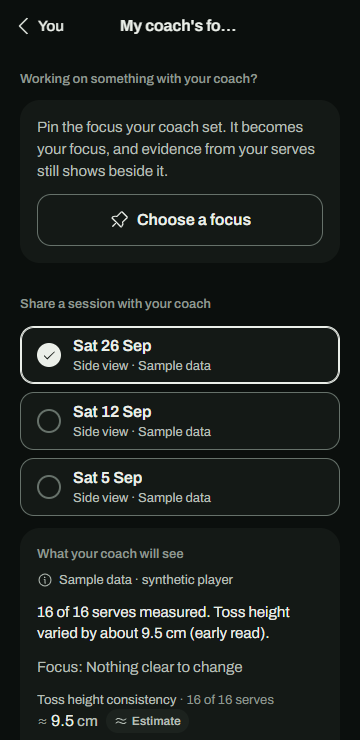 You
My coach's fo...
Working on something with your coach?
Pin the focus your coach set. It becomes
your focus, and evidence from your serves
still shows beside it.
Choose a focus
Share a session with your coach
Sat 26 Sep
Side view · Sample data
Sat 12 Sep
Side view · Sample data
Sat 5 Sep
Side view · Sample data
What your coach will see
Sample data · synthetic player
16 of 16 serves measured. Toss height
varied by about 9.5 cm (early read).
Focus: Nothing clear to change
Toss height consistency · 16 of 16 serves
≈ 9.5 cm ≈ Estimate